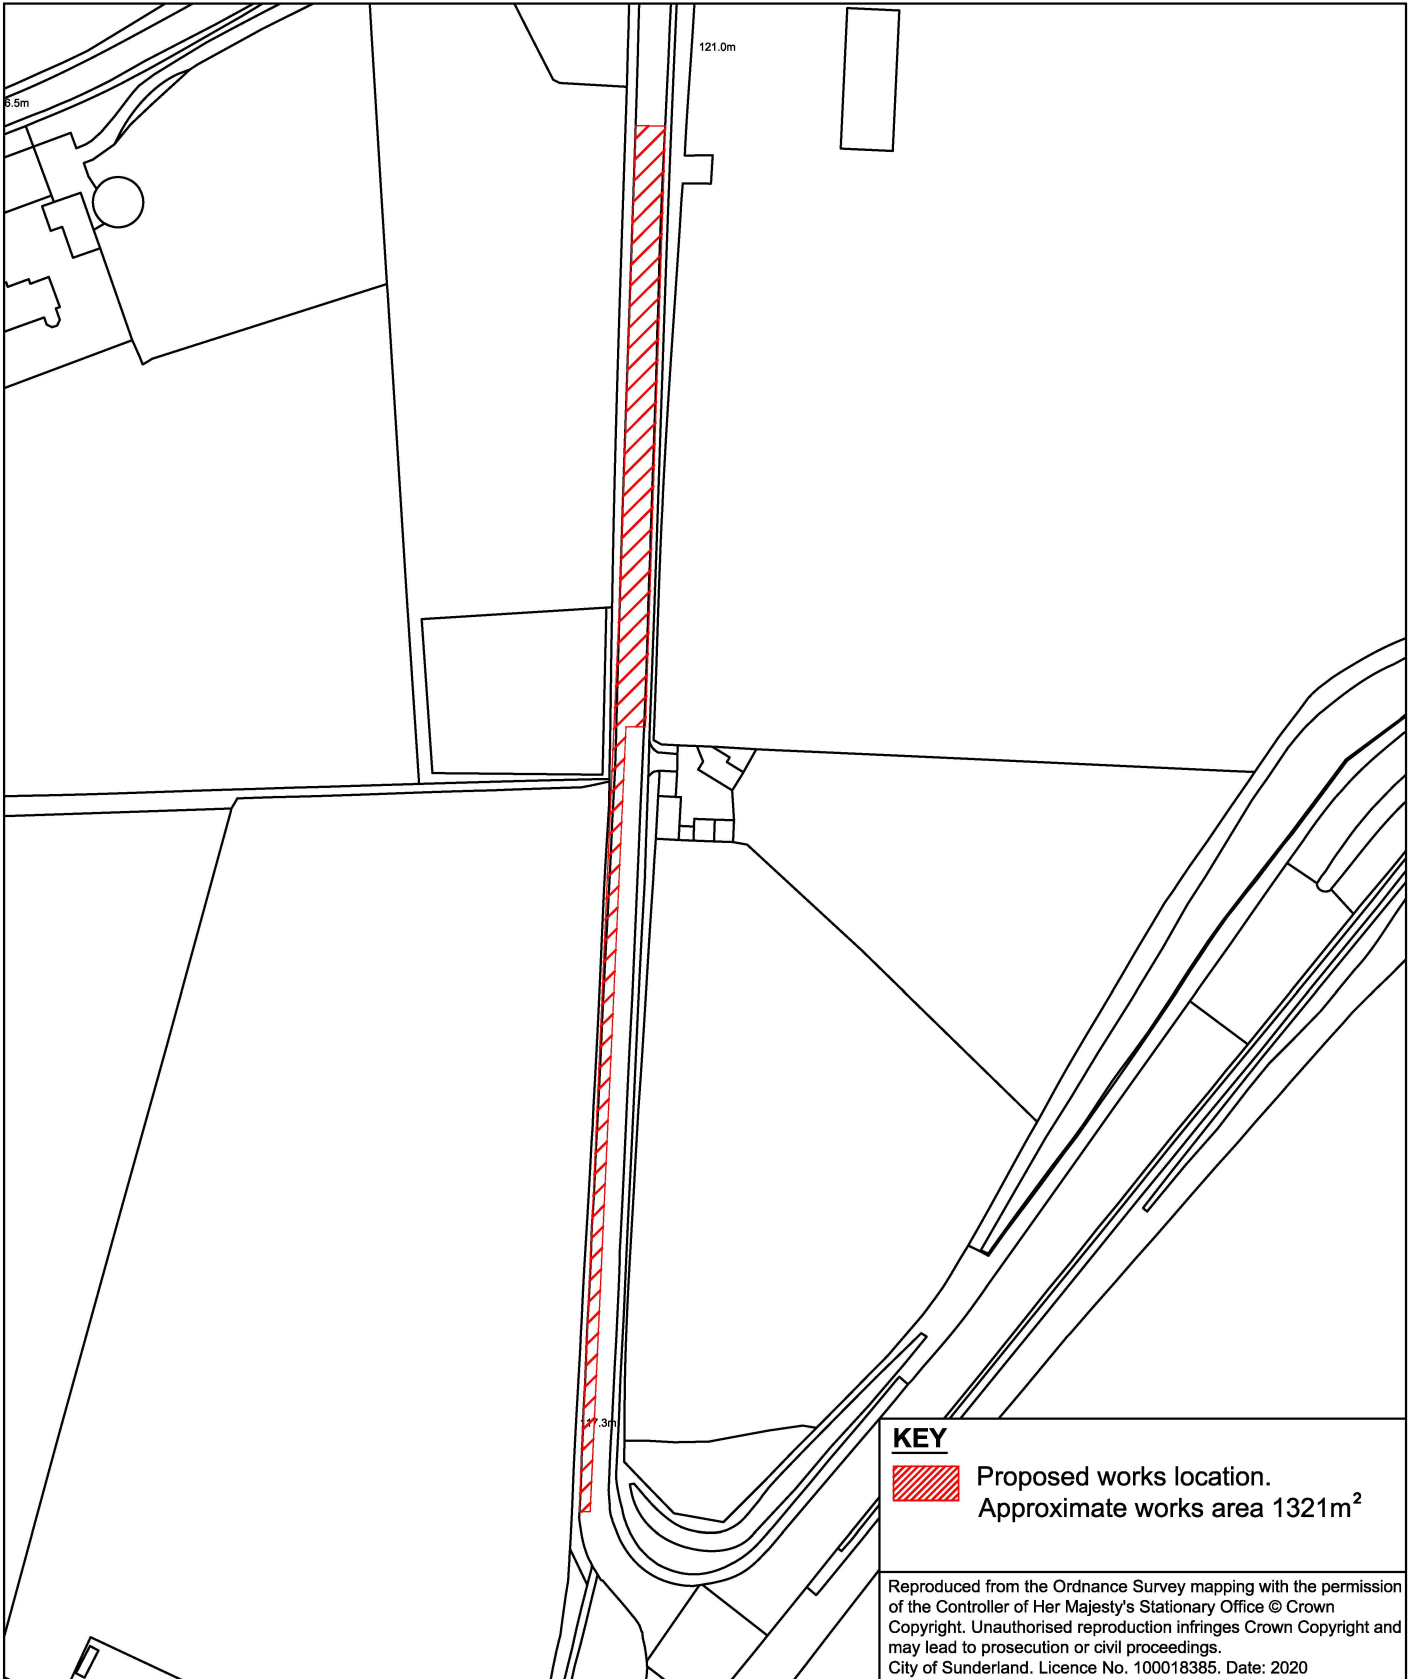 121.0m
6.5m
7.3m
KEY
Proposed works location.
Approximate works area 1321m²
Reproduced from the Ordnance Survey mapping with the permission
of the Controller of Her Majesty's Stationary Office © Crown
Copyright. Unauthorised reproduction infringes Crown Copyright and
may lead to prosecution or civil proceedings.
City of Sunderland. Licence No. 100018385. Date: 2020